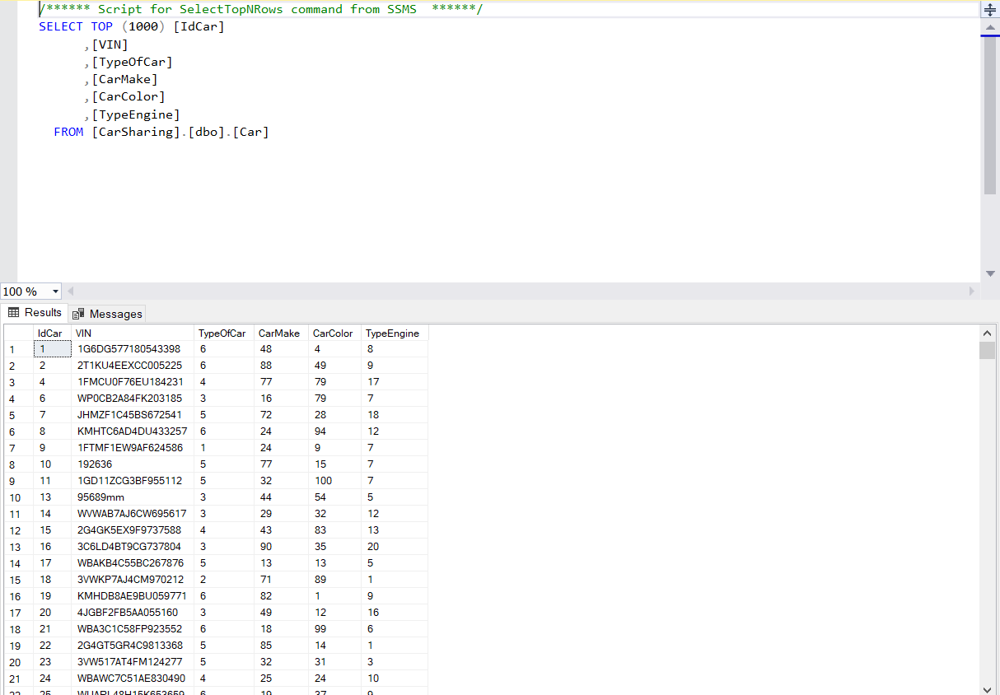 /****** Script for SelectTopNRows command from SSMS  ******/
SELECT TOP (1000) [IdCar]
,[VIN]
,[TypeOfCar]
,[CarMake]
,[CarColor]
,[TypeEngine]
FROM [CarSharing].[dbo].[Car]
100 %
Results Messages
IdCar VIN TypeOfCar CarMake CarColor TypeEngine
1 1 1G6DG577180543398 6 48 4 8
2 2 2T1KU4EEXCC005225 6 88 49 9
3 4 1FMCU0F76EU184231 4 77 79 17
4 6 WP0CB2A84FK203185 3 16 79 7
5 7 JHMZF1C45BS672541 5 72 28 18
6 8 KMHTC6AD4DU433257 6 24 94 12
7 9 1FTMF1EW9AF624586 1 24 9 7
8 10 192636 5 77 15 7
9 11 1GD11ZCG3BF955112 5 32 100 7
10 13 95689mm 3 44 54 5
11 14 WVWAB7AJ6CW695617 3 29 32 12
12 15 2G4GK5EX9F9737588 4 43 83 13
13 16 3C6LD4BT9CG737804 3 90 35 20
14 17 WBAKB4C55BC267876 5 13 13 5
15 18 3VWKP7AJ4CM970212 2 71 89 1
16 19 KMHDB8AE9BU059771 6 82 1 9
17 20 4JGBF2FB5AA055160 3 49 12 16
18 21 WBA3C1C58FP923552 6 18 99 6
19 22 2G4GT5GR4C9813368 5 85 14 1
20 23 3VW517AT4FM124277 5 32 31 3
21 24 WBAWC7C51AE830490 4 25 24 10
22 25 6 19 37 9